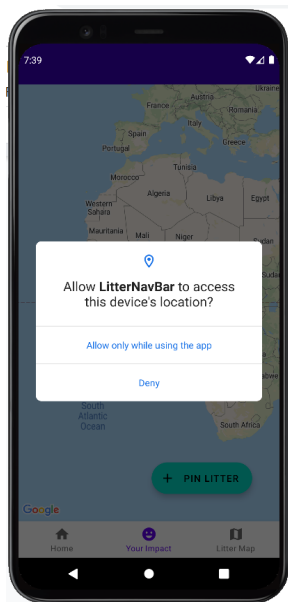 7:39
Ukraine
Austria
France
Romania
Italy
Spain
Greece
Portugal
Tunisia
Morocco
Algeria
Libya
Egypt
Western
Sahara
Mauritania
Mali
Niger
Allow LitterNavBar to access
this device's location?
Allow only while using the app
Deny
South
Atlantic
Ocean
South Africa
+ PIN LITTER
Google
Home
Your Impact
Litter Map